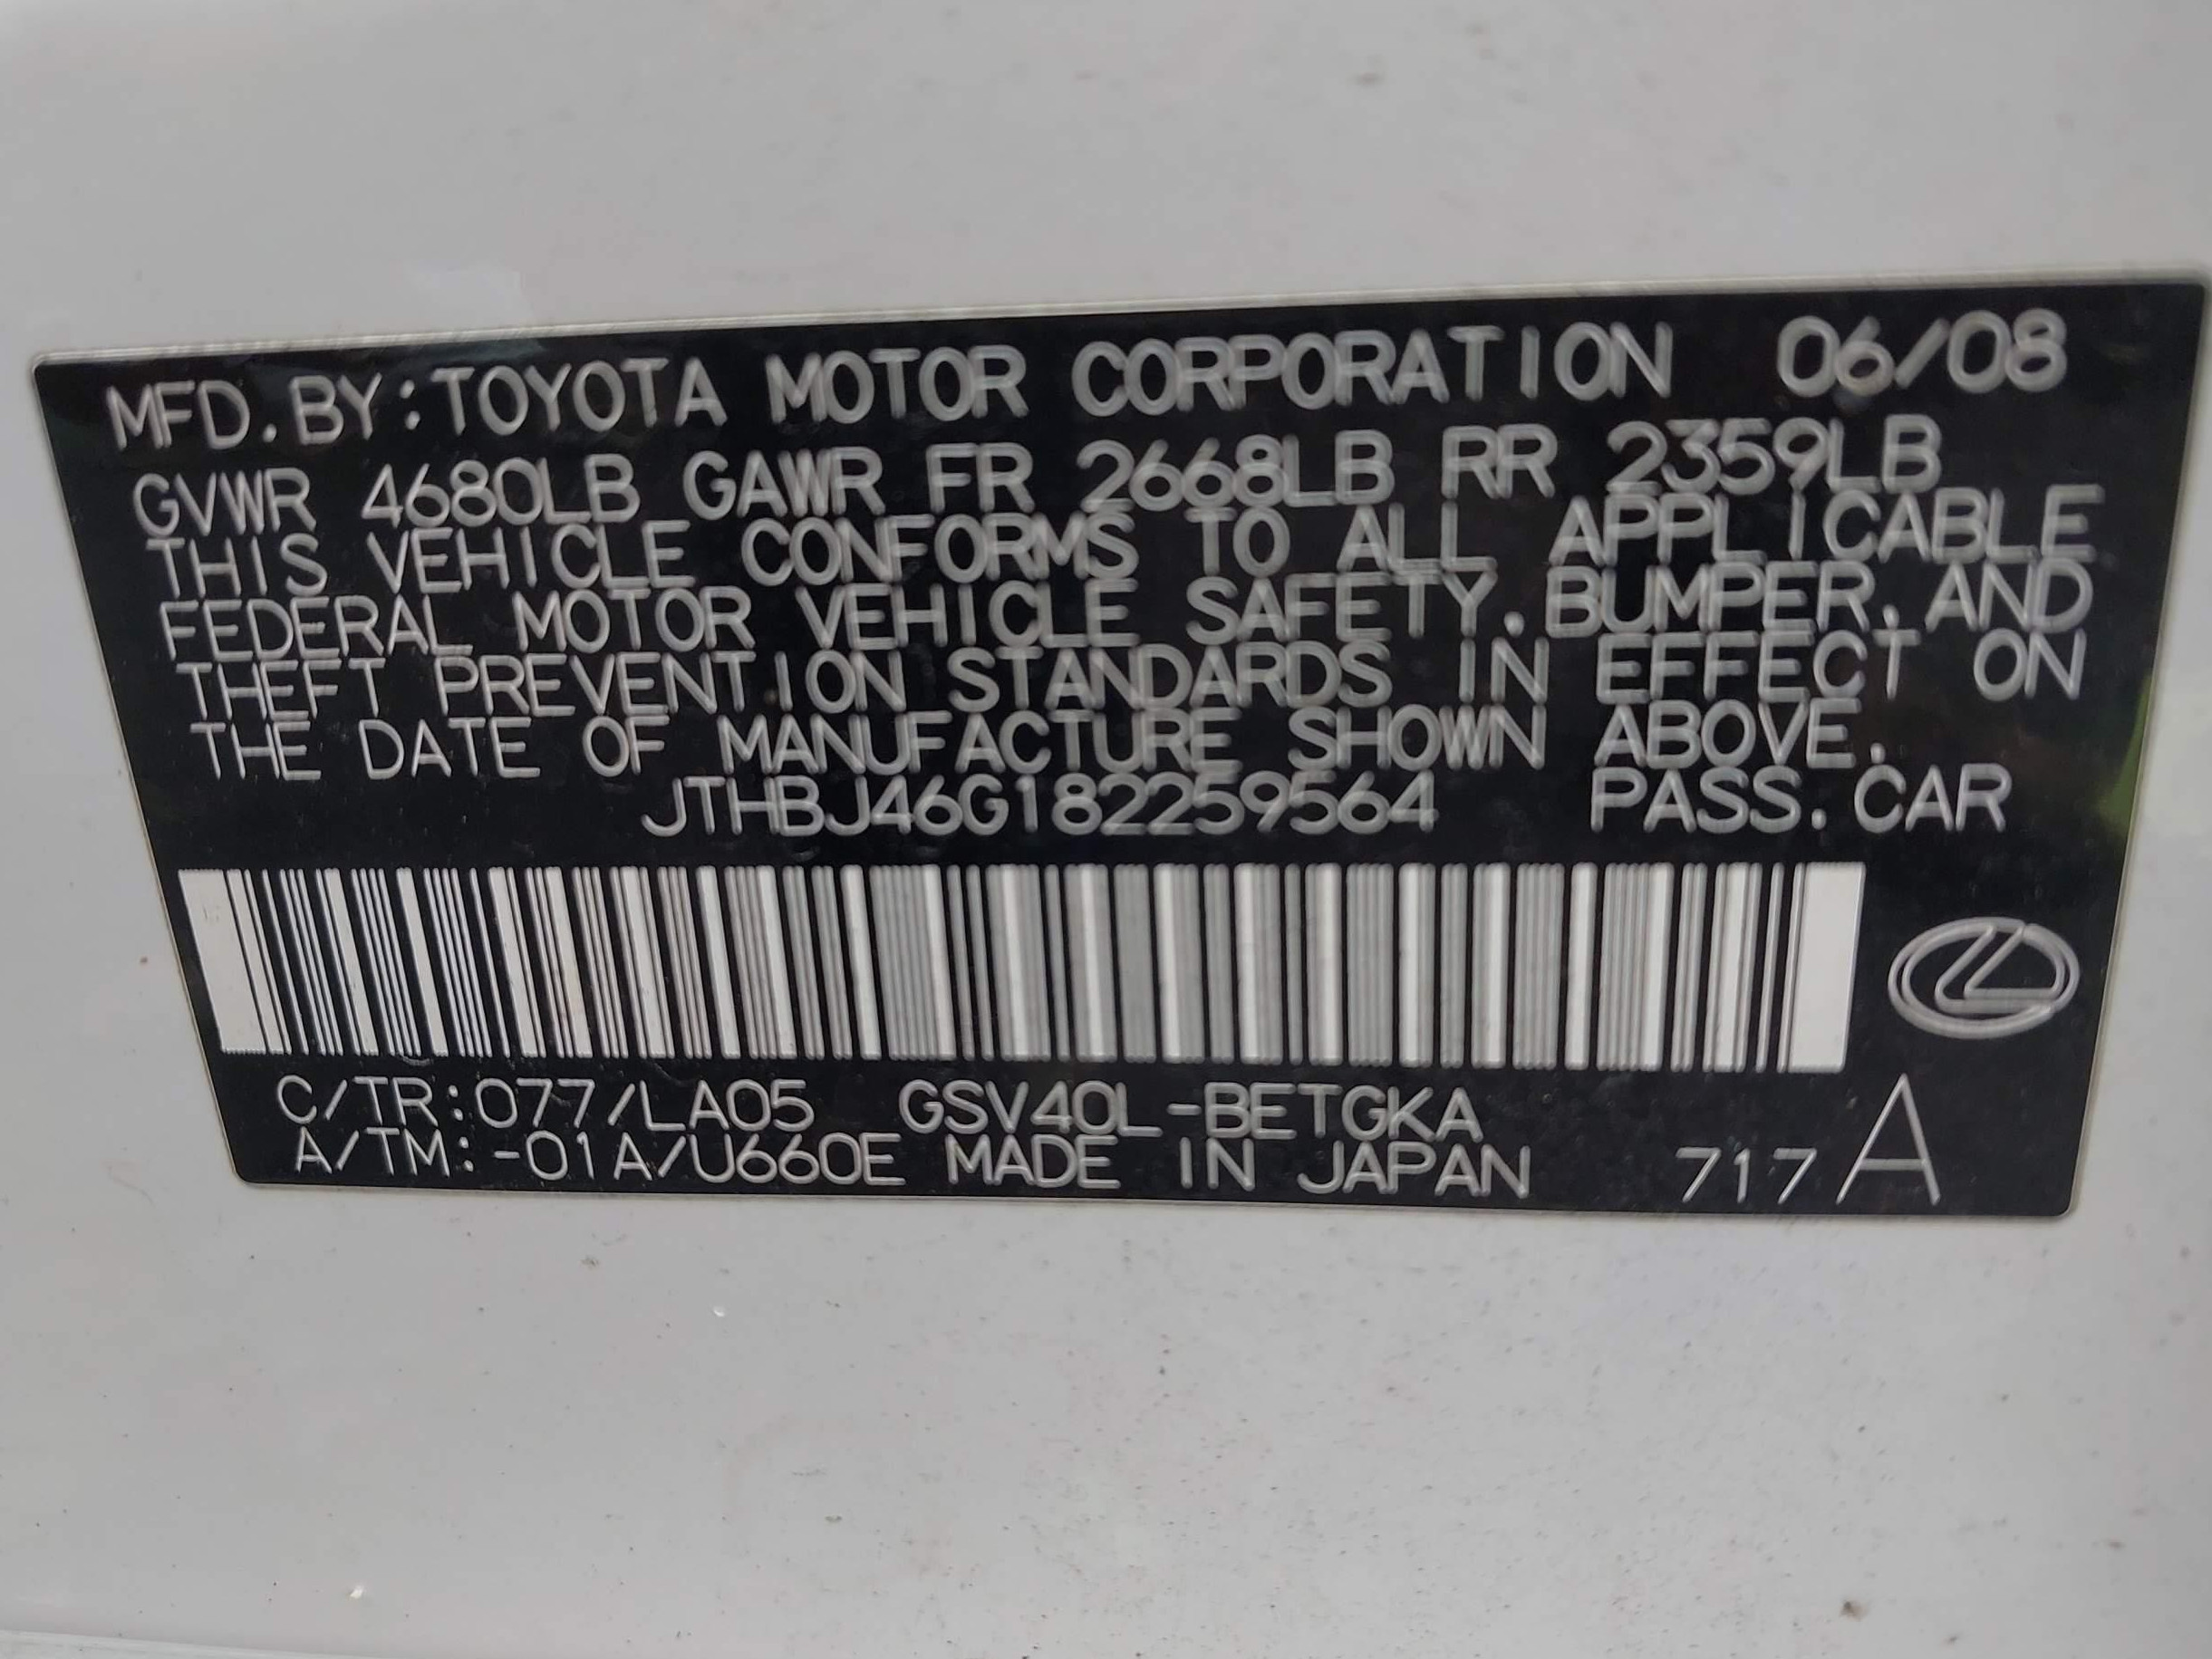 MFD.BY:TOYOTA MOTOR CORPORATION 06/08
GVWR 4680LB GAWR FR 2668LB RR 2359LB
THIS VEHICLE CONFORMS TO ALL APPLICABLE
FEDERAL MOTOR VEHICLE SAFETY,BUMPER,AND
THEFT PREVENTION STANDARDS IN EFFECT ON
THE DATE OF MANUFACTURE SHOWN ABOVE.
JTHBJ46G182259564 PASS.CAR
C/TR:077/LA05 GSV40L-BETGKA
A/TM:-01A/U660E MADE IN JAPAN 717A